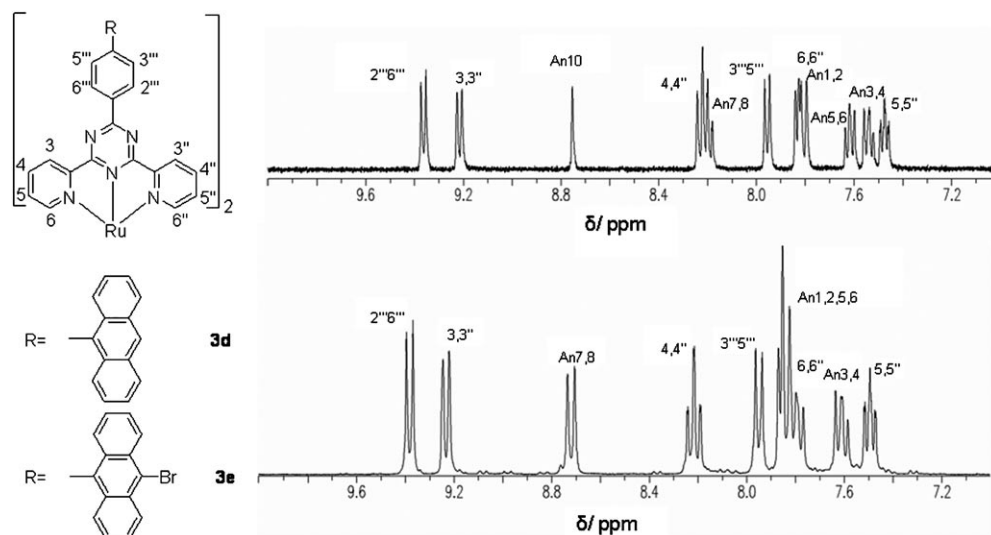 R
5''' 3'''
6''' 2'''
N N
3 N 3''
4 4''
5 N N 5''
6 6''
Ru
2
R= 3d
R= Br 3e
2'''6''' 3,3'' An10 4,4'' An7,8 3'''5''' 6,6'' An1,2 An5,6 An3,4 5,5''
9.6 9.2 8.8 8.4 8.0 7.6 7.2
δ/ ppm
2'''6''' 3,3'' An7,8 4,4'' 3'''5''' An1,2,5,6 6,6'' An3,4 5,5''
9.6 9.2 8.8 8.4 8.0 7.6 7.2
δ/ ppm